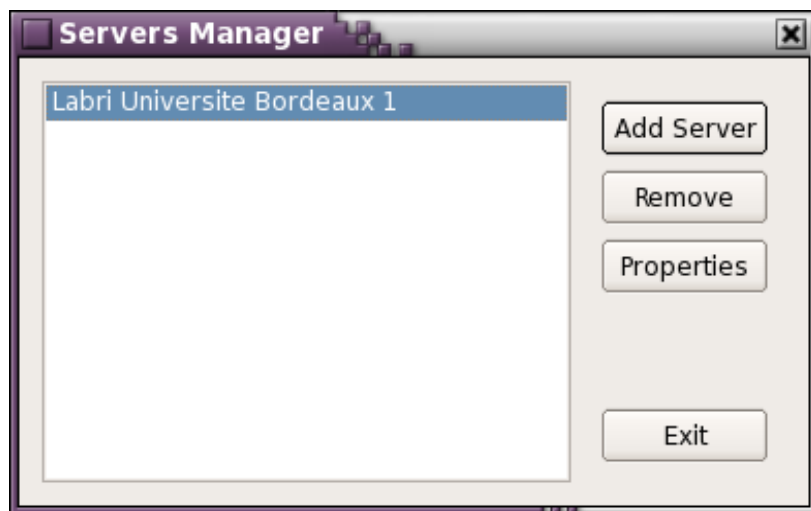 Servers Manager
Labri Universite Bordeaux 1
Add Server
Remove
Properties
Exit